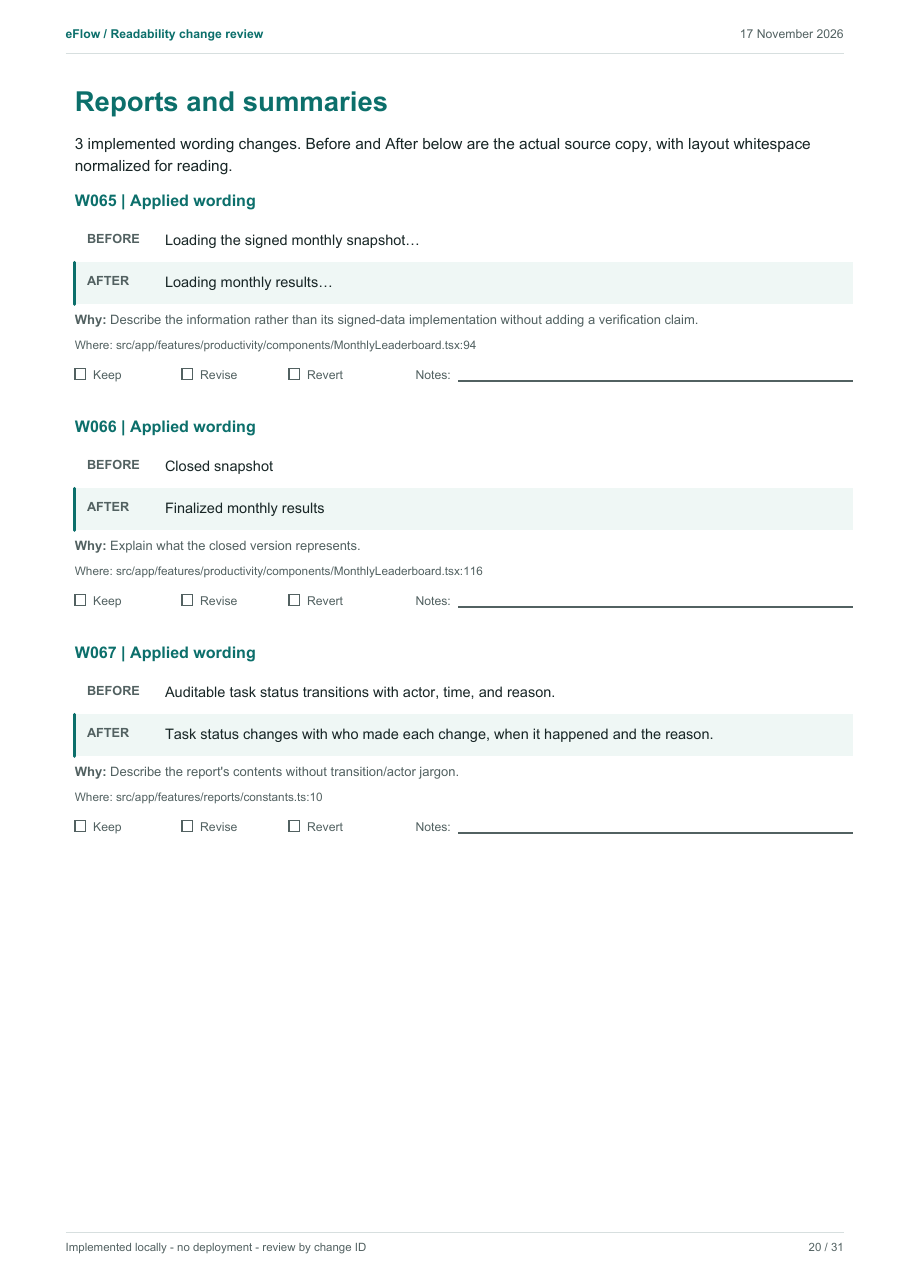 eFlow / Readability change review 17 November 2026
Reports and summaries
3 implemented wording changes. Before and After below are the actual source copy, with layout whitespace
normalized for reading.
W065 | Applied wording
BEFORE Loading the signed monthly snapshot…
AFTER Loading monthly results…
Why: Describe the information rather than its signed-data implementation without adding a verification claim.
Where: src/app/features/productivity/components/MonthlyLeaderboard.tsx:94
Keep Revise Revert Notes:
W066 | Applied wording
BEFORE Closed snapshot
AFTER Finalized monthly results
Why: Explain what the closed version represents.
Where: src/app/features/productivity/components/MonthlyLeaderboard.tsx:116
Keep Revise Revert Notes:
W067 | Applied wording
BEFORE Auditable task status transitions with actor, time, and reason.
AFTER Task status changes with who made each change, when it happened and the reason.
Why: Describe the report's contents without transition/actor jargon.
Where: src/app/features/reports/constants.ts:10
Keep Revise Revert Notes:
Implemented locally - no deployment - review by change ID 20 / 31